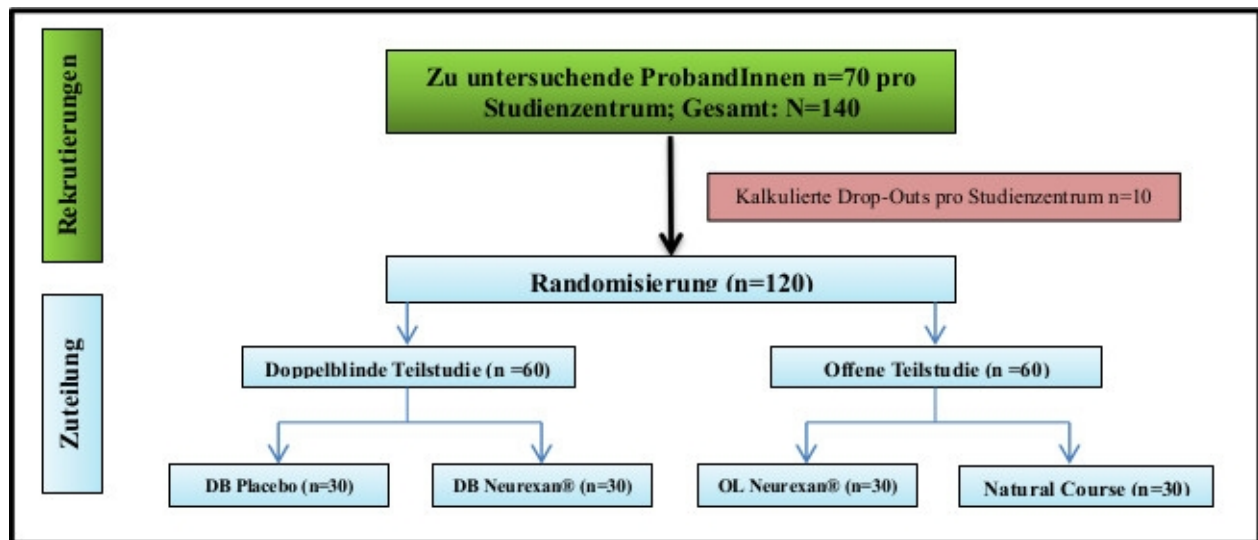 Rekrutierungen
Zu untersuchende ProbandInnen n=70 pro
Studienzentrum; Gesamt: N=140
Kalkulierte Drop-Outs pro Studienzentrum n=10
Randomisierung (n=120)
Zuteilung
Doppelblinde Teilstudie (n =60)
Offene Teilstudie (n =60)
DB Placebo (n=30)
DB Neurexan® (n=30)
OL Neurexan® (n=30)
Natural Course (n=30)